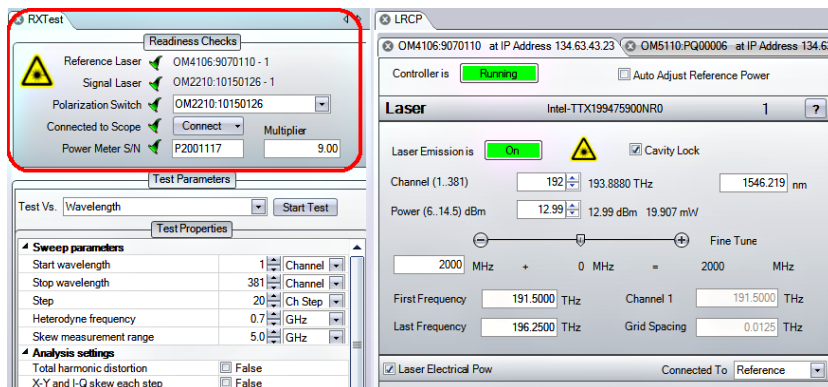 RXTest
Readiness Checks
Reference Laser OM4106:9070110 - 1
Signal Laser OM2210:10150126 - 1
Polarization Switch OM2210:10150126
Connected to Scope Connect Multiplier
Power Meter S/N P2001117 9.00
Test Parameters
Test Vs. Wavelength Start Test
Test Properties
Sweep parameters
Start wavelength 1 Channel
Stop wavelength 381 Channel
Step 20 Ch Step
Heterodyne frequency 0.7 GHz
Skew measurement range 5.0 GHz
Analysis settings
Total harmonic distortion False
X-Y and I-Q skew each step False
LRCP
OM4106:9070110 at IP Address 134.63.43.23 OM5110:PQ00006 at IP Address 134.6
Controller is Running Auto Adjust Reference Power
Laser Intel-TTX199475900NR0 1 ?
Laser Emission is On Cavity Lock
Channel (1..381) 192 193.8880 THz 1546.219 nm
Power (6..14.5) dBm 12.99 12.99 dBm 19.907 mW
Fine Tune
2000 MHz + 0 MHz = 2000 MHz
First Frequency 191.5000 THz Channel 1 191.5000 THz
Last Frequency 196.2500 THz Grid Spacing 0.0125 THz
Laser Electrical Pow Connected To Reference